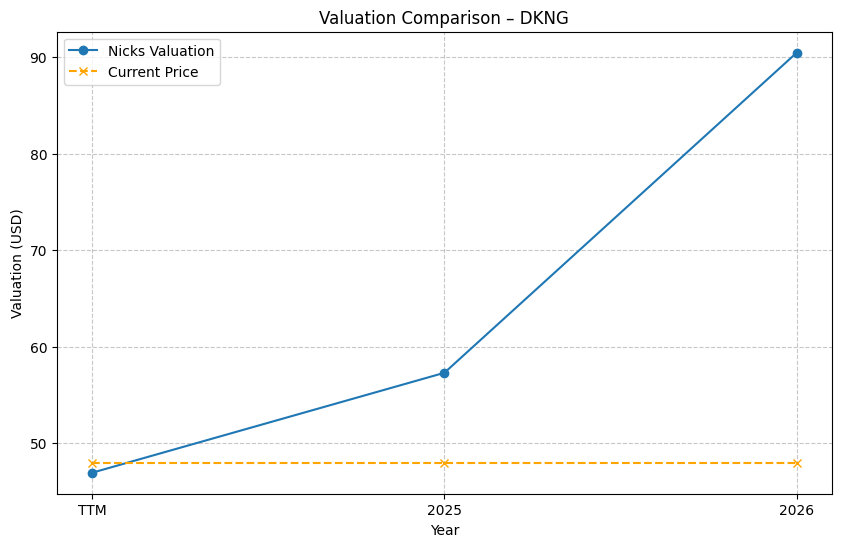 Valuation Comparison – DKNG
Nicks Valuation
Current Price
90
80
70
60
50
Valuation (USD)
TTM
2025
2026
Year